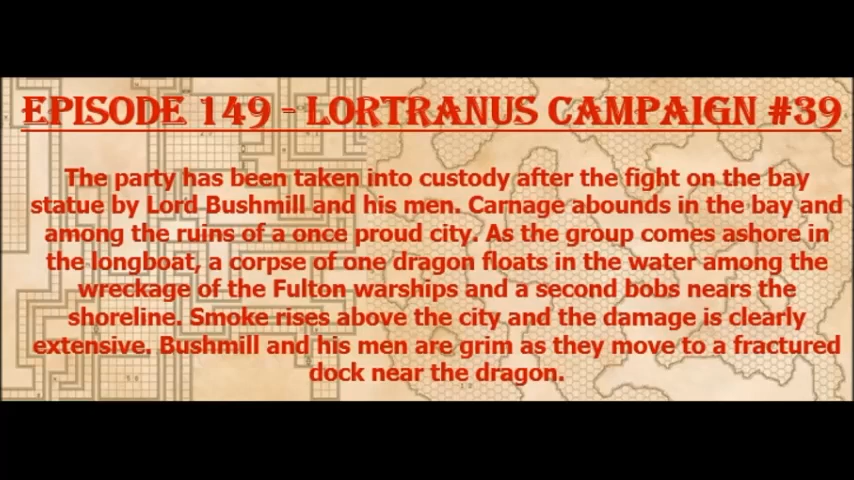 EPISODE 149 - LORTRANUS CAMPAIGN #39
The party has been taken into custody after the fight on the bay
statue by Lord Bushmill and his men. Carnage abounds in the bay and
among the ruins of a once proud city. As the group comes ashore in
the longboat, a corpse of one dragon floats in the water among the
wreckage of the Fulton warships and a second bobs nears the
shoreline. Smoke rises above the city and the damage is clearly
extensive. Bushmill and his men are grim as they move to a fractured
dock near the dragon.